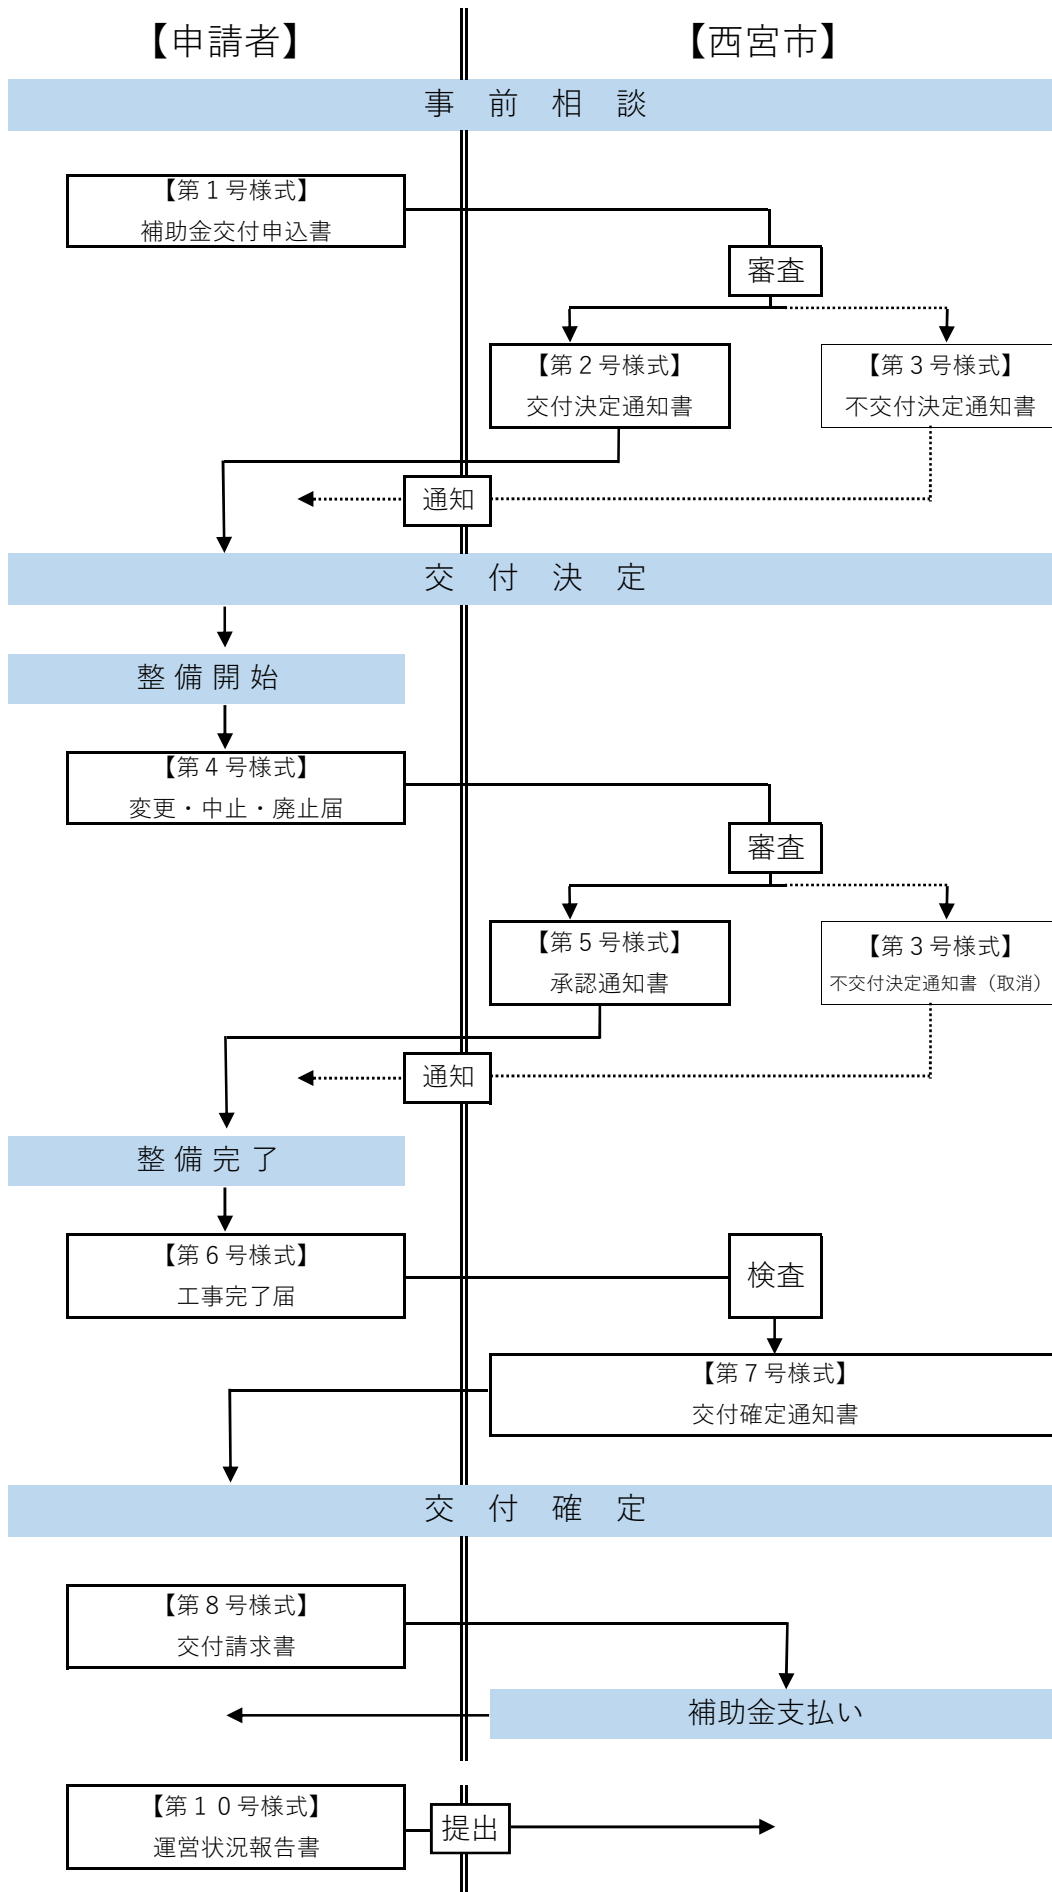 【申請者】
【西宮市】
事前相談
【第１号様式】
補助金交付申込書
審査
【第２号様式】
交付決定通知書
【第３号様式】
不交付決定通知書
通知
交付決定
整備開始
【第４号様式】
変更・中止・廃止届
審査
【第５号様式】
承認通知書
【第３号様式】
不交付決定通知書（取消）
通知
整備完了
【第６号様式】
工事完了届
検査
【第７号様式】
交付確定通知書
交付確定
【第８号様式】
交付請求書
補助金支払い
【第１０号様式】
運営状況報告書
提出